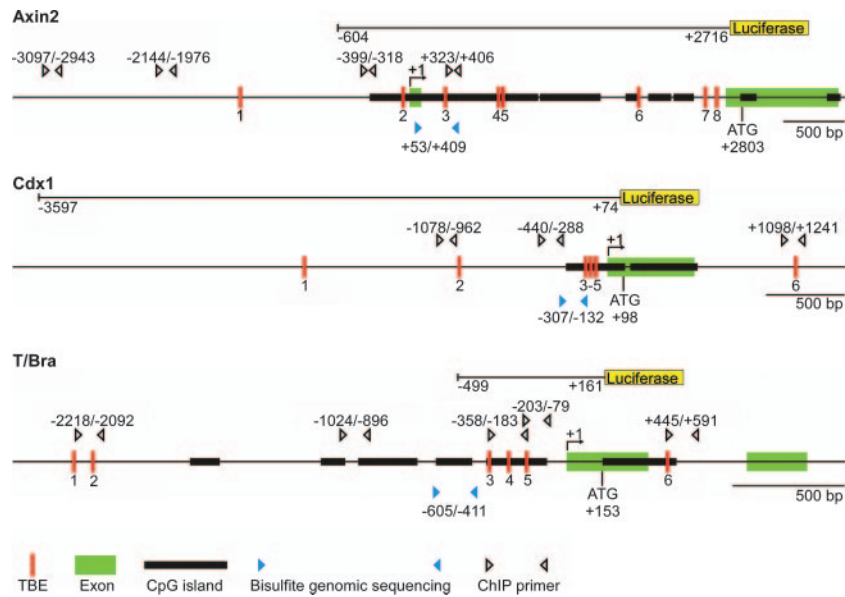 Axin2
-604 +2716 Luciferase
-3097/-2943 -2144/-1976 -399/-318 +323/+406
+1
1 2 3 45 6 7 8
ATG
+2803
500 bp
+53/+409
Cdx1
-3597 +74 Luciferase
-1078/-962 -440/-288 +1098/+1241
+1
1 2 3-5 6
ATG
+98
500 bp
-307/-132
T/Bra
-499 +161 Luciferase
-203/-79
-2218/-2092 -1024/-896 -358/-183 +445/+591
+1
1 2 3 4 5 6
ATG
+153
500 bp
-605/-411
TBE Exon CpG island Bisulfite genomic sequencing ChIP primer